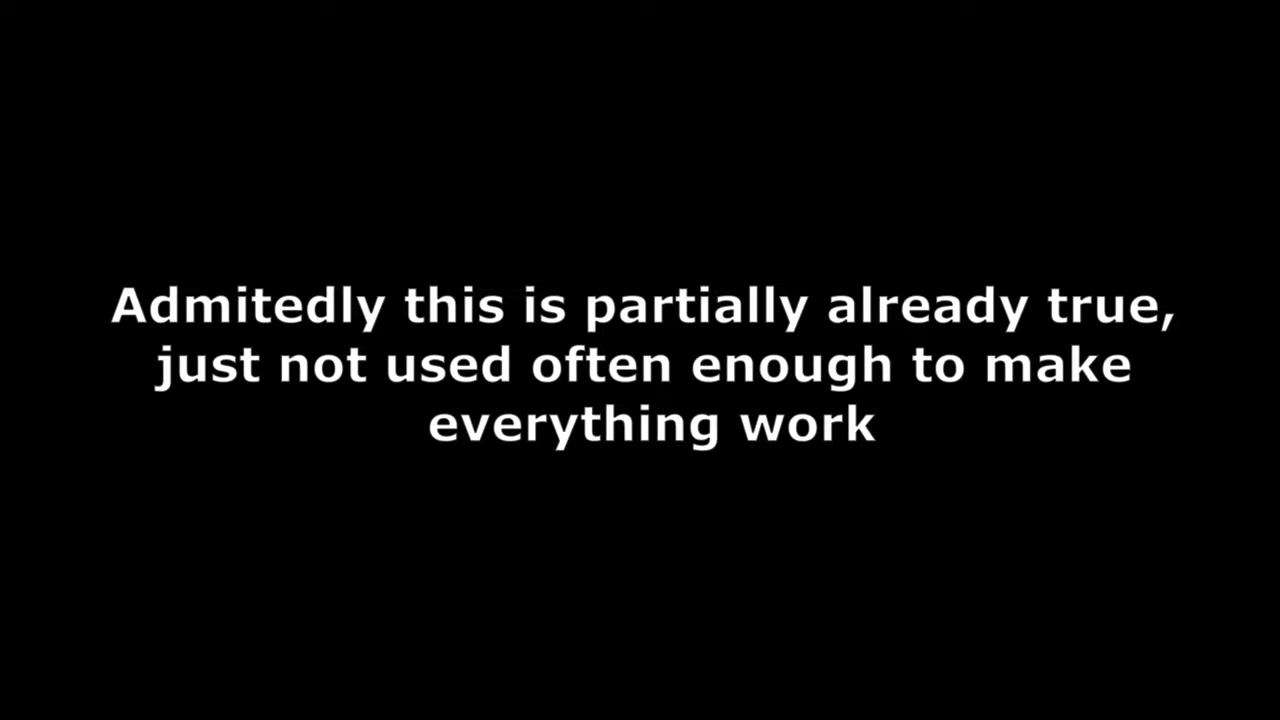 Admitedly this is partially already true,
just not used often enough to make
everything work